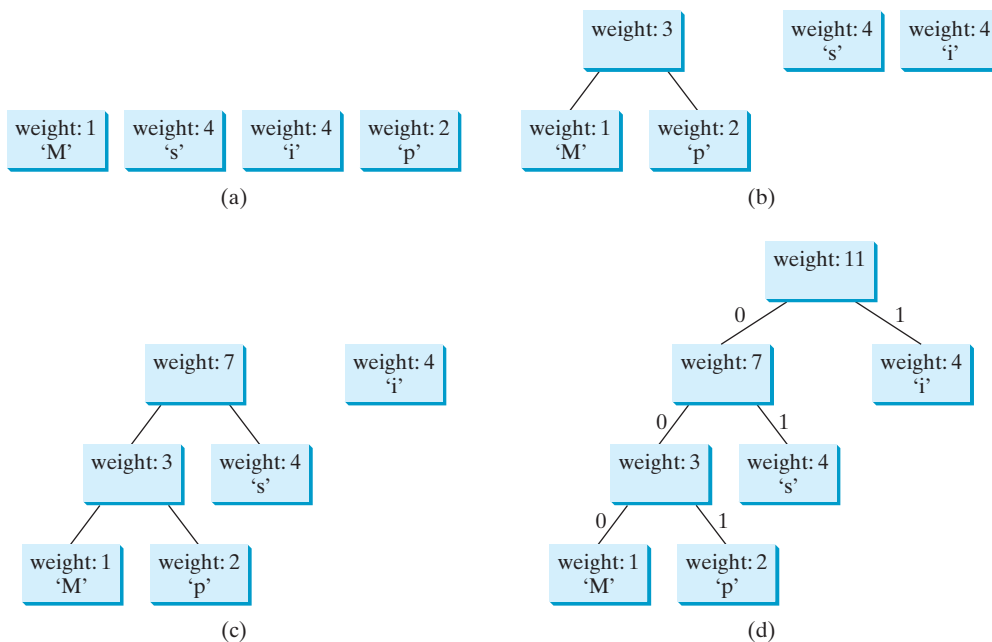 weight: 1
‘M’
weight: 4
‘s’
weight: 4
‘i’
weight: 2
‘p’
(a)
weight: 3
weight: 4
‘s’
weight: 4
‘i’
weight: 1
‘M’
weight: 2
‘p’
(b)
weight: 7
weight: 4
‘i’
weight: 3
weight: 4
‘s’
weight: 1
‘M’
weight: 2
‘p’
(c)
weight: 11
0
1
weight: 7
weight: 4
‘i’
0
1
weight: 3
weight: 4
‘s’
0
1
weight: 1
‘M’
weight: 2
‘p’
(d)